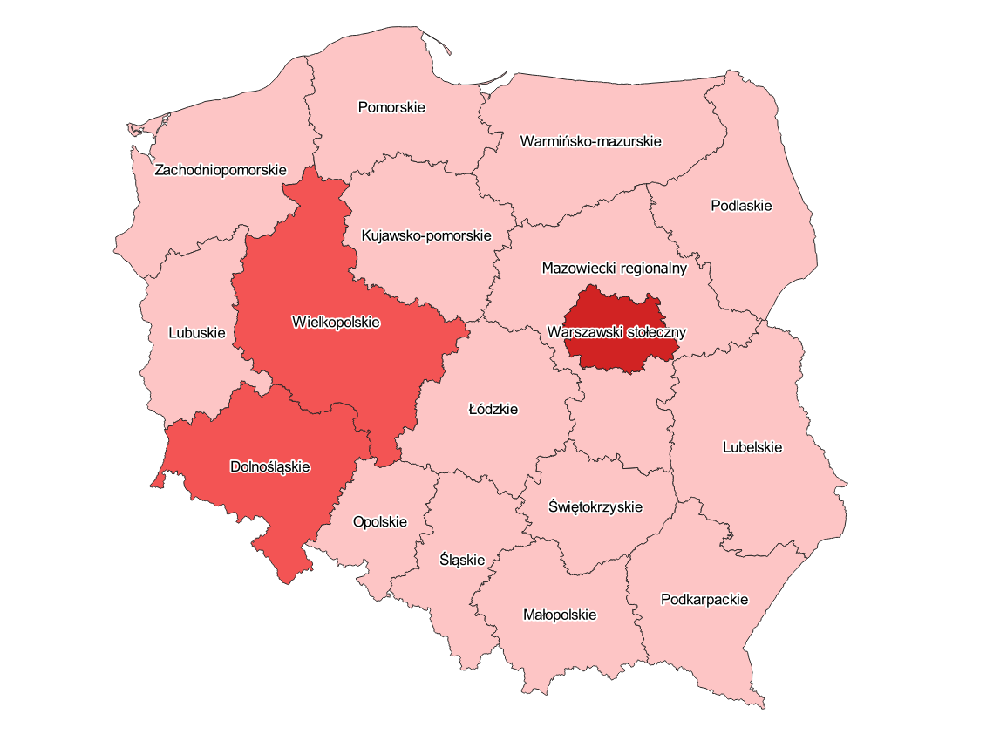 Pomorskie
Warmińsko-mazurskie
Zachodniopomorskie
Podlaskie
Kujawsko-pomorskie
Mazowiecki regionalny
Wielkopolskie
Lubuskie
Warszawski stołeczny
Łódzkie
Lubelskie
Dolnośląskie
Świętokrzyskie
Opolskie
Śląskie
Podkarpackie
Małopolskie